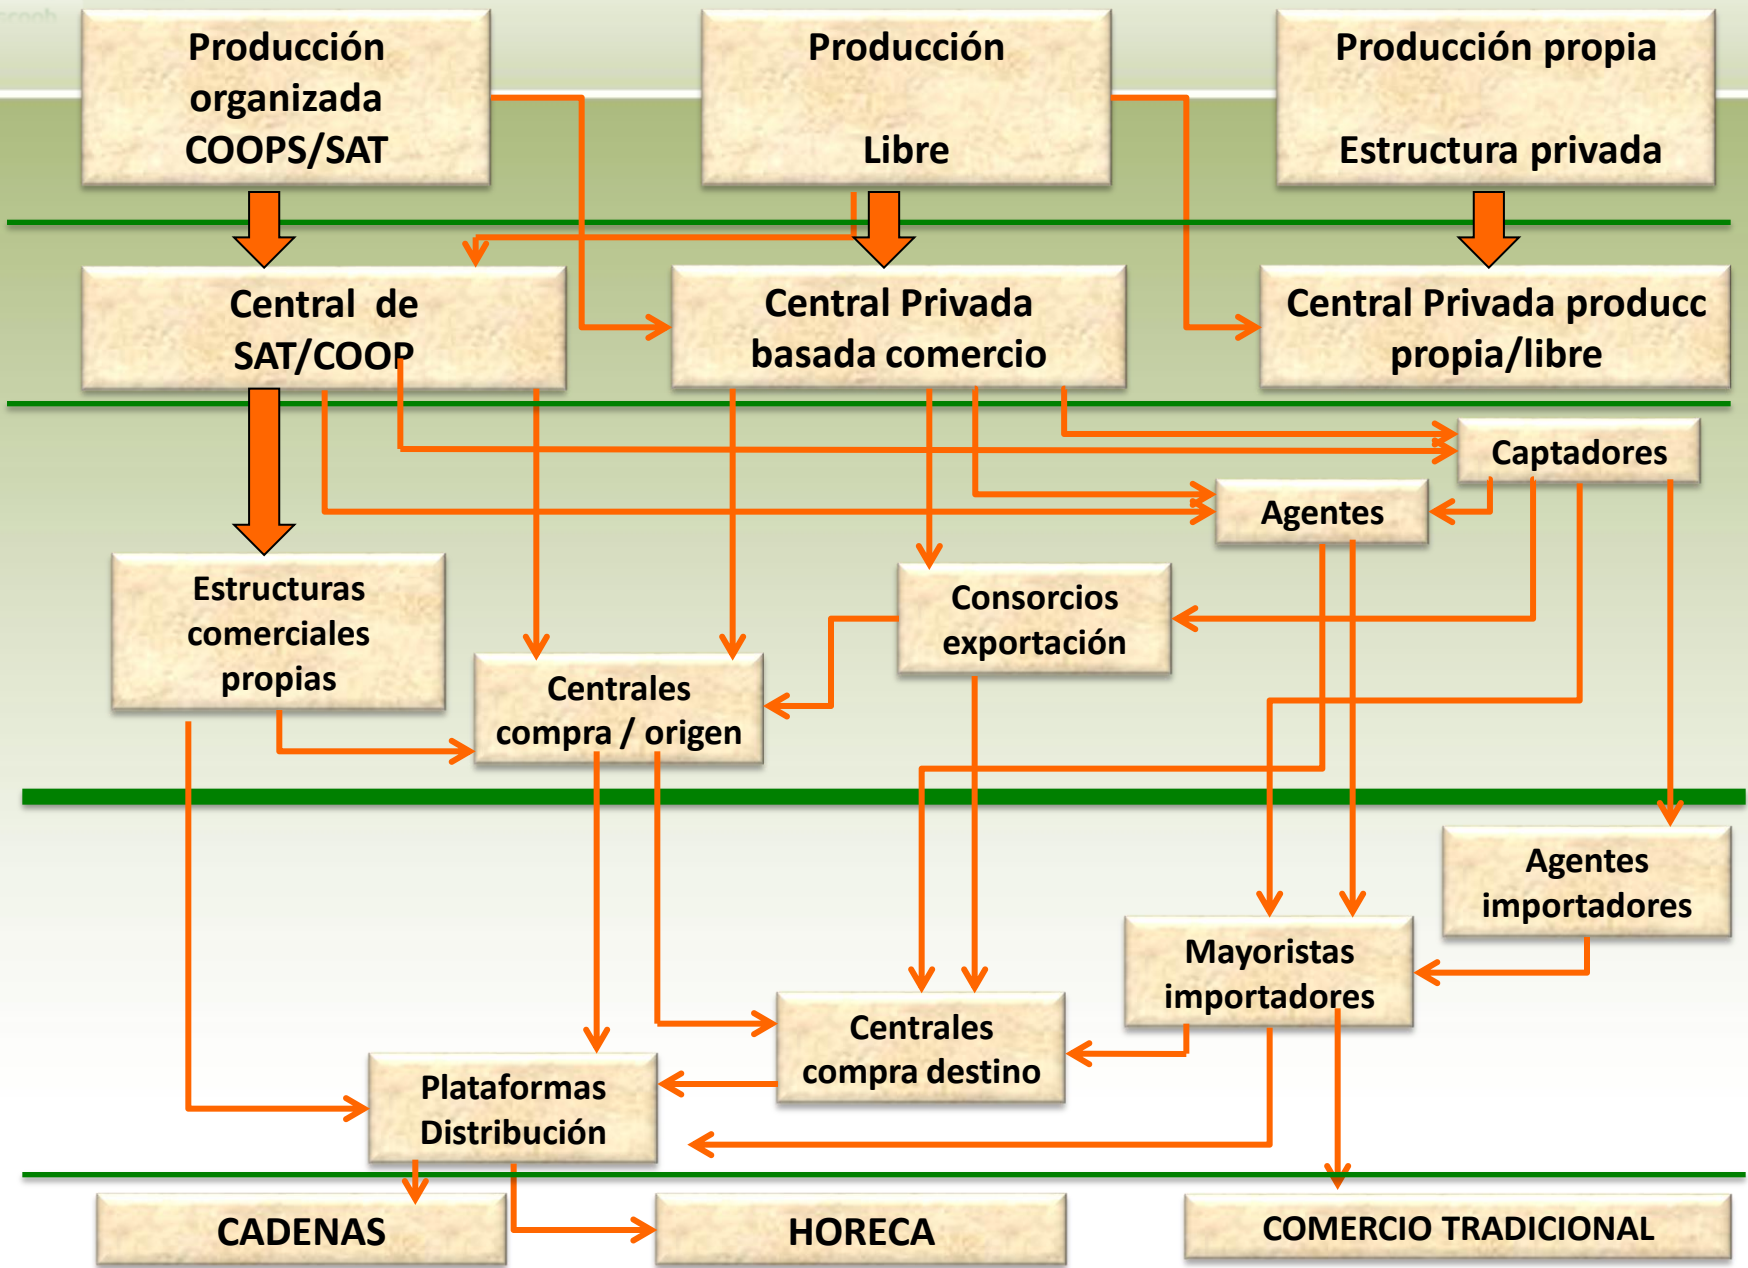 Producción
organizada
COOPS/SAT
Producción
Libre
Producción propia
Estructura privada
Central de
SAT/COOP
Central Privada
basada comercio
Central Privada producc
propia/libre
Captadores
Agentes
Estructuras
comerciales
propias
Consorcios
exportación
Centrales
compra / origen
Agentes
importadores
Mayoristas
importadores
Centrales
compra destino
Plataformas
Distribución
CADENAS
HORECA
COMERCIO TRADICIONAL